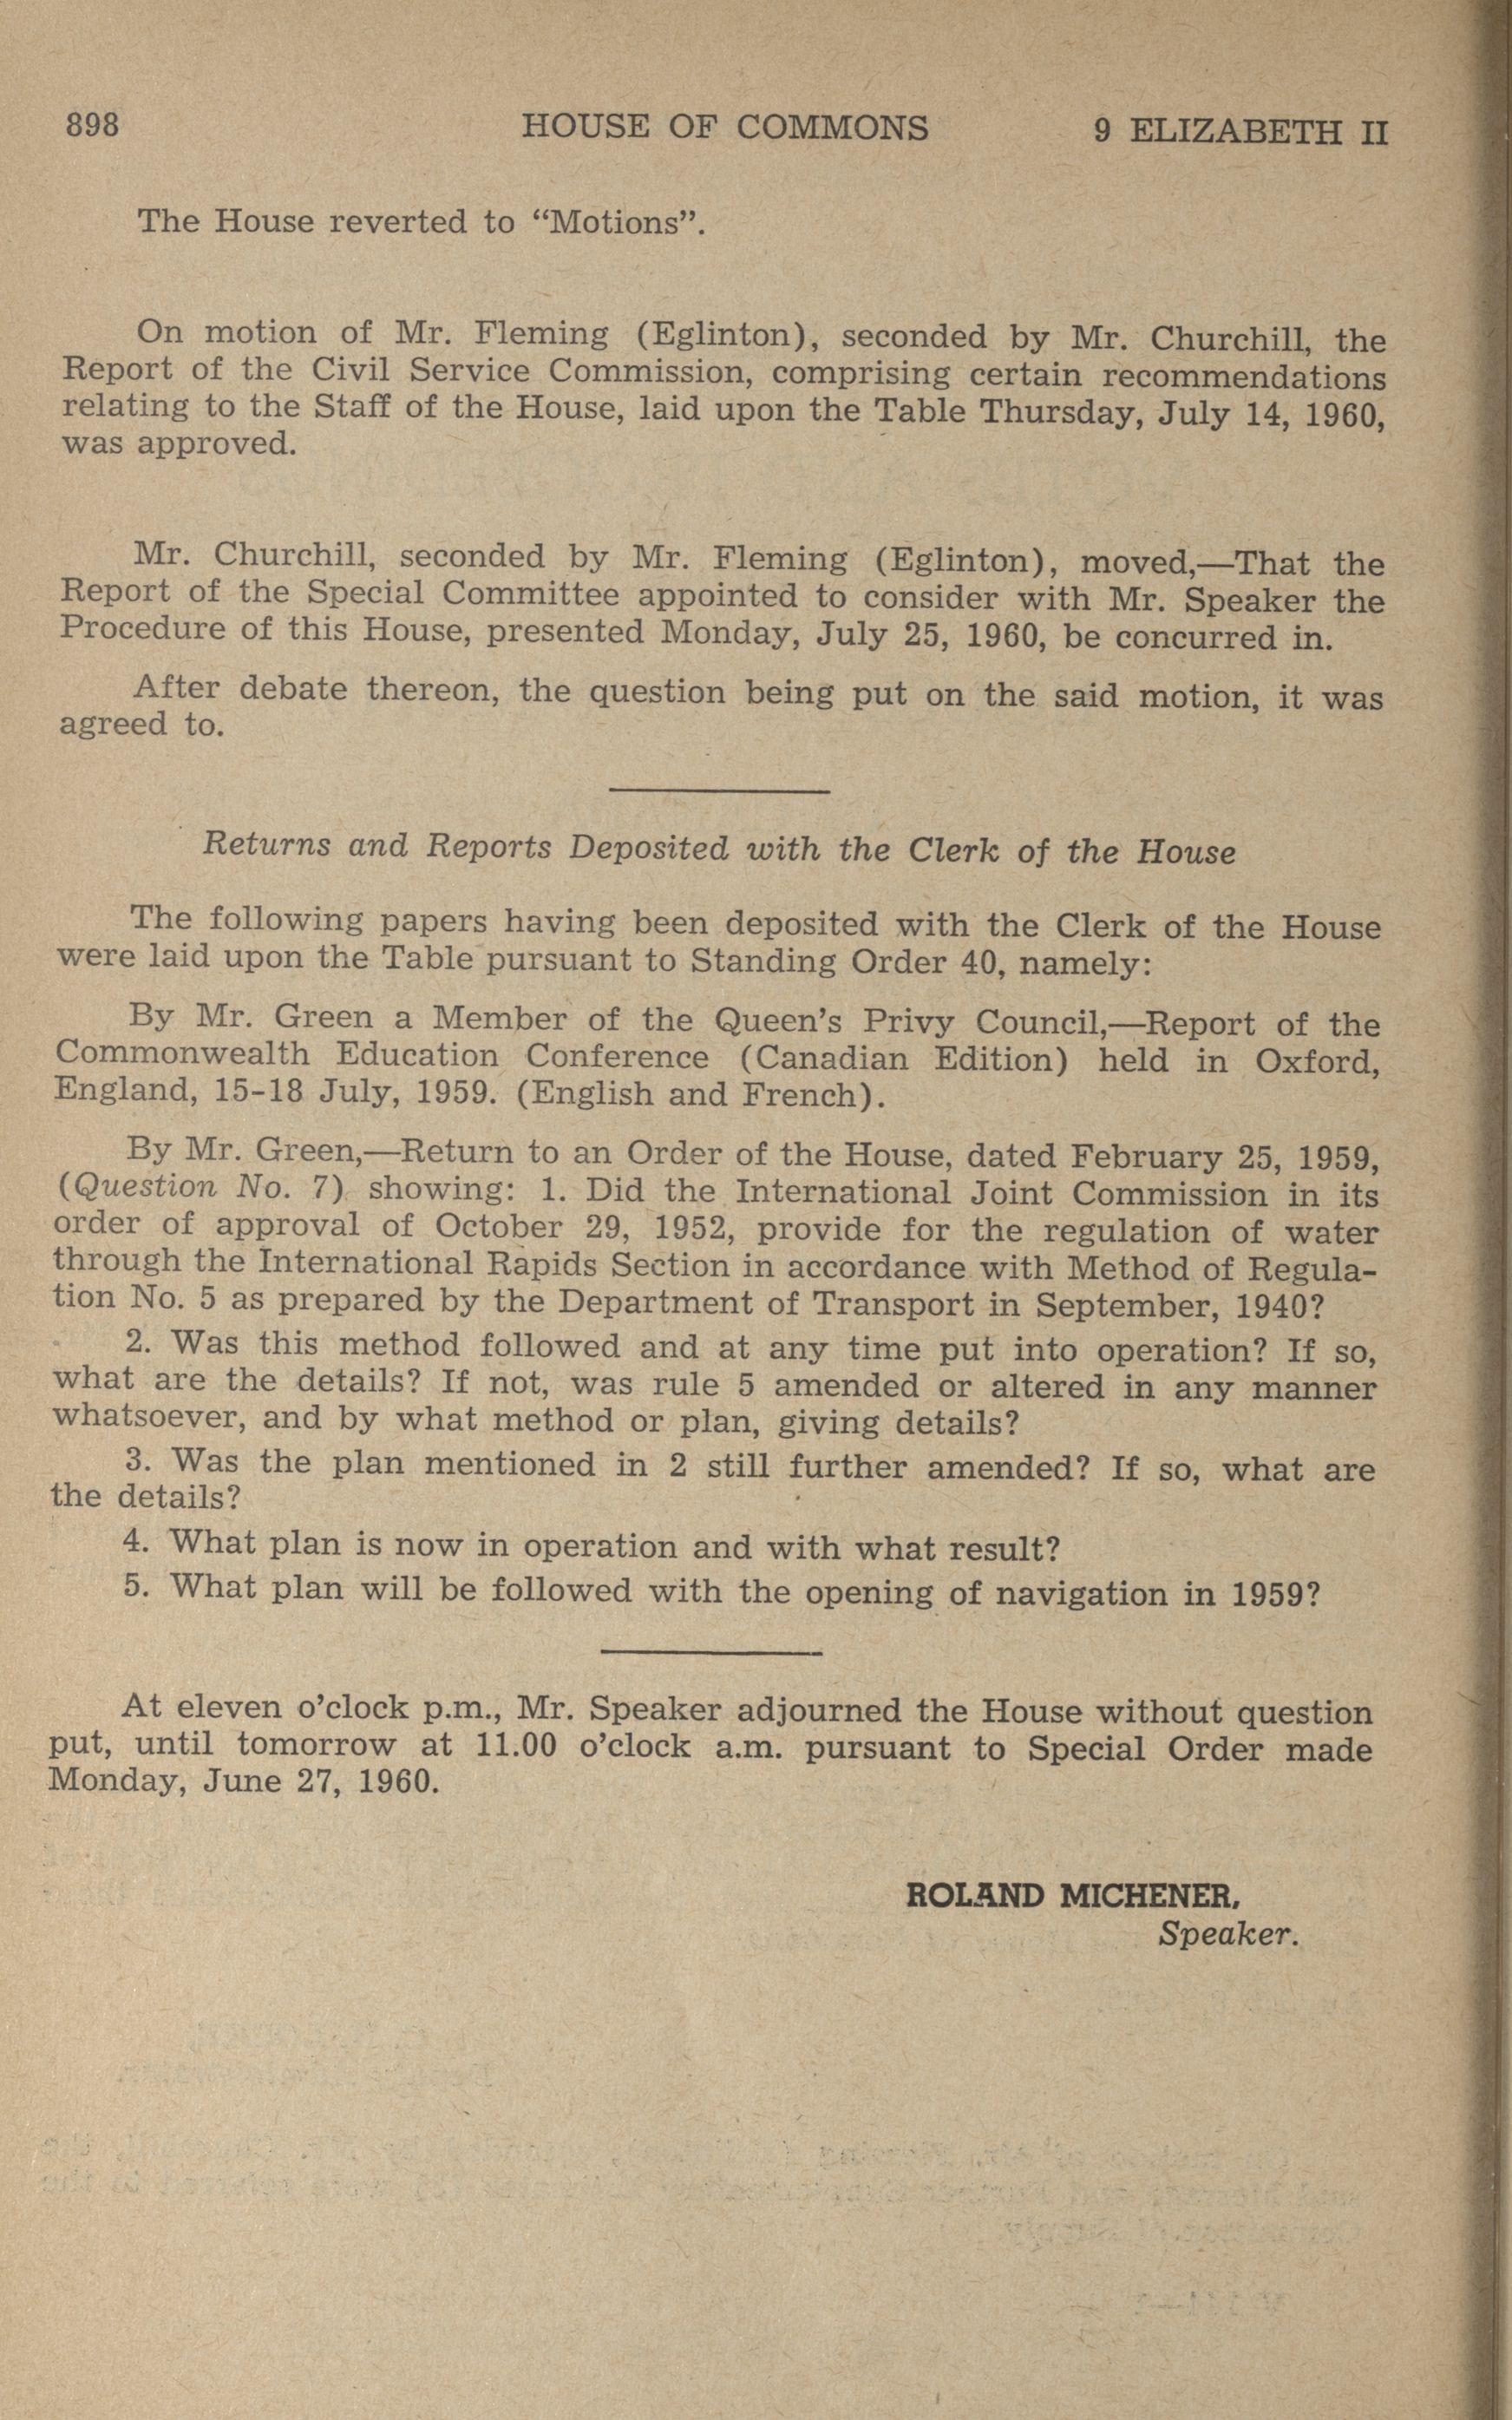 898 HOUSE OF COMMONS 9 ELIZABETH II
The House reverted to “Motions”.
On motion of Mr. Fleming (Eglinton), seconded by Mr. Churchill, the
Report of the Civil Service Commission, comprising certain recommendations
relating to the Staff of the House, laid upon the Table Thursday, July 14, 1960,
was approved.
Mr. Churchill, seconded by Mr. Fleming (Eglinton), moved,—That the
Report of the Special Committee appointed to consider with Mr. Speaker the
Procedure of this House, presented Monday, July 25, 1960, be concurred in.
After debate thereon, the question being put on the said motion, it was
agreed to.
Returns and Reports Deposited with the Clerk of the House
The following papers having been deposited with the Clerk of the House
were laid upon the Table pursuant to Standing Order 40, namely:
By Mr. Green a Member of the Queen’s Privy Council,—Report of the
Commonwealth Education Conference (Canadian Edition) held in Oxford,
England, 15-18 July, 1959. (English and French).
By Mr. Green,—Return to an Order of the House, dated February 25, 1959,
(Question No. 7) showing: 1. Did the International Joint Commission in its
order of approval of October 29, 1952, provide for the regulation of water
through the International Rapids Section in accordance with Method of Regula-
tion No. 5 as prepared by the Department of Transport in September, 1940?
2. Was this method followed and at any time put into operation? If so,
what are the details? If not, was rule 5 amended or altered in any manner
whatsoever, and by what method or plan, giving details?
3. Was the plan mentioned in 2 still further amended? If so, what are
the details?
4. What plan is now in operation and with what result?
5. What plan will be followed with the opening of navigation in 1959?
At eleven o’clock p.m., Mr. Speaker adjourned the House without question
put, until tomorrow at 11.00 o’clock a.m. pursuant to Special Order made
Monday, June 27, 1960.
ROLAND MICHENER,
Speaker.